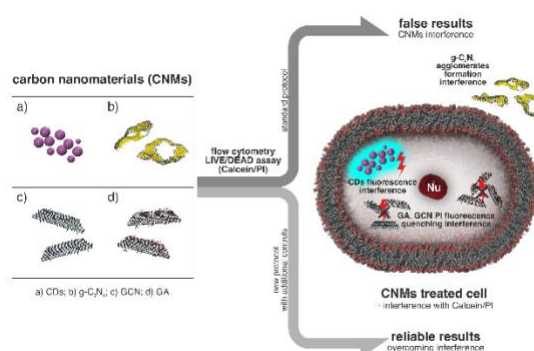 false results
CNMs interference
g-C₃N₄
agglomerates
formation
interference
carbon nanomaterials (CNMs)
a)
b)
c)
d)
a) CDs; b) g-C₃N₄; c) GCN; d) GA
standard protocol
flow cytometry
LIVE/DEAD assay
(Calcein/PI)
new protocol
with additional controls
CDs fluorescence
interference
Nu
GA, GCN PI fluorescence
quenching interference
CNMs treated cell
- interference with Calcein/PI
reliable results
overcoming interference